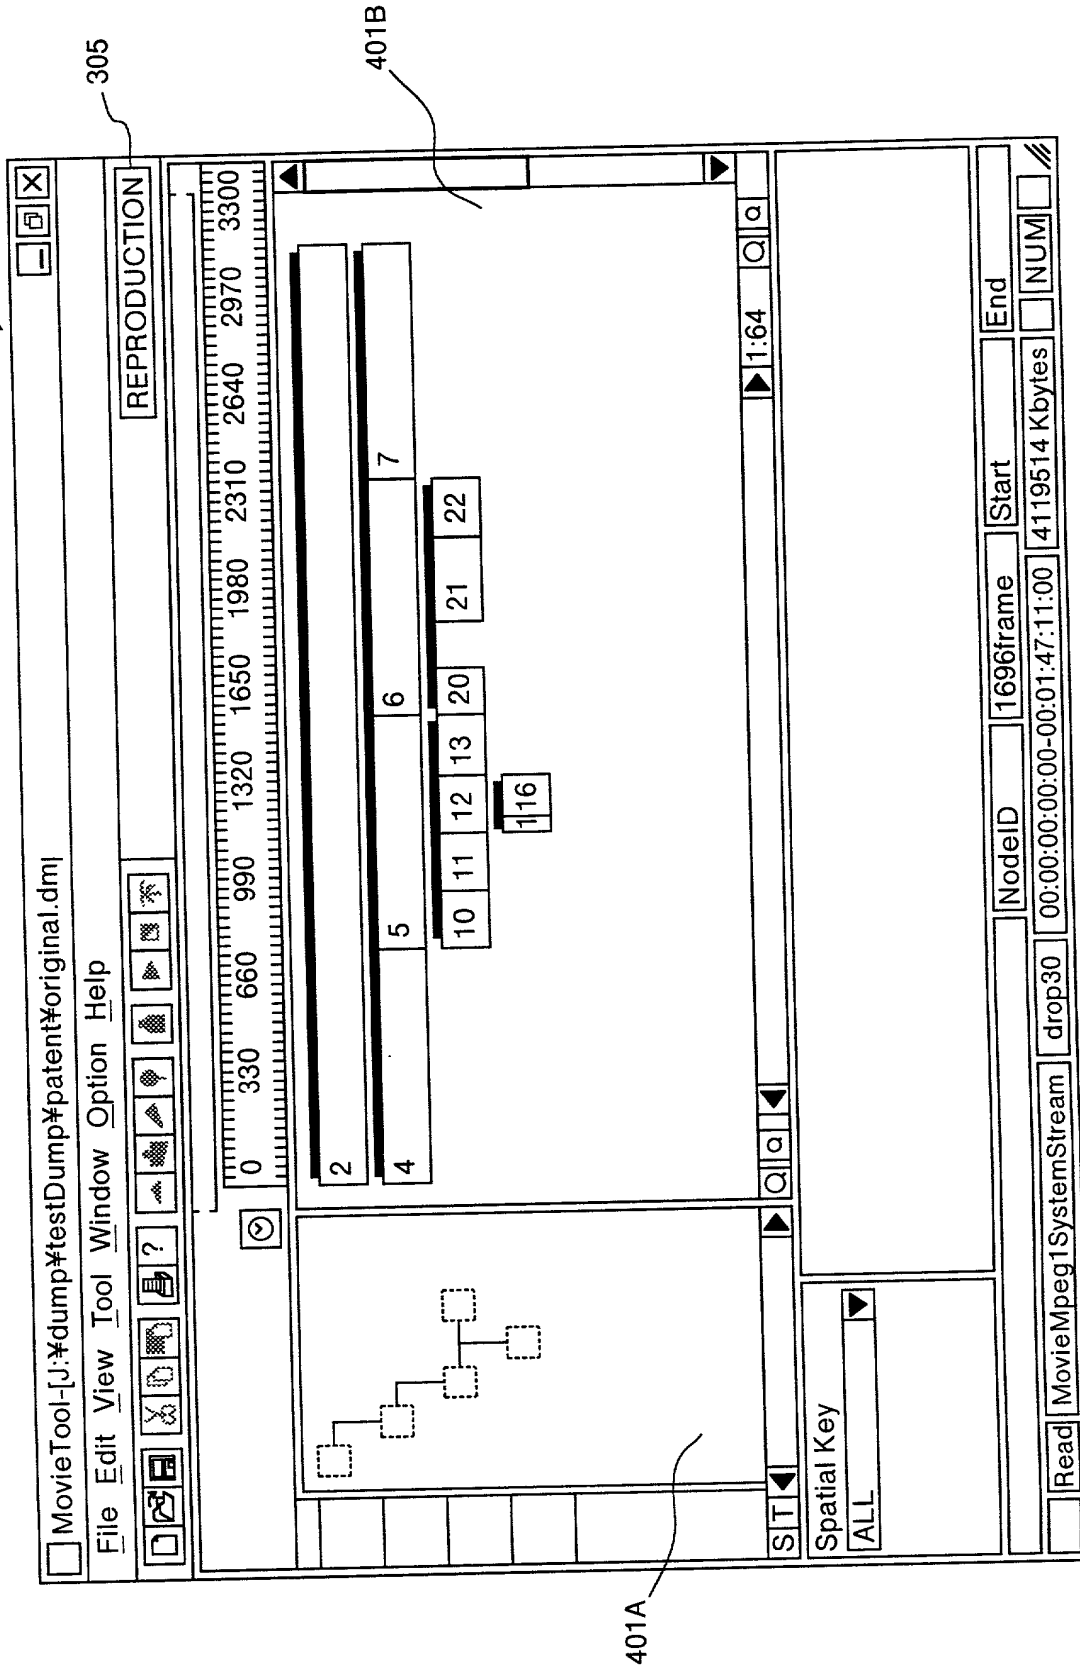 305
401B
MovieTool-[J:¥dump¥testDump¥patent¥original.dm|
File Edit View Tool Window Option Help
?
REPRODUCTION
0 330 660 990 1320 1650 1980 2310 2640 2970 3300
2
4 5 6 7
10 11 12 13 20 21 22
1 16
S T
Q a
1:64 Q a
Spatial Key
ALL
NodeID 1696frame Start End
Read MovieMpeg1SystemStream drop30 00:00:00:00:00-00:01:47:11:00 4119514 Kbytes NUM
401A